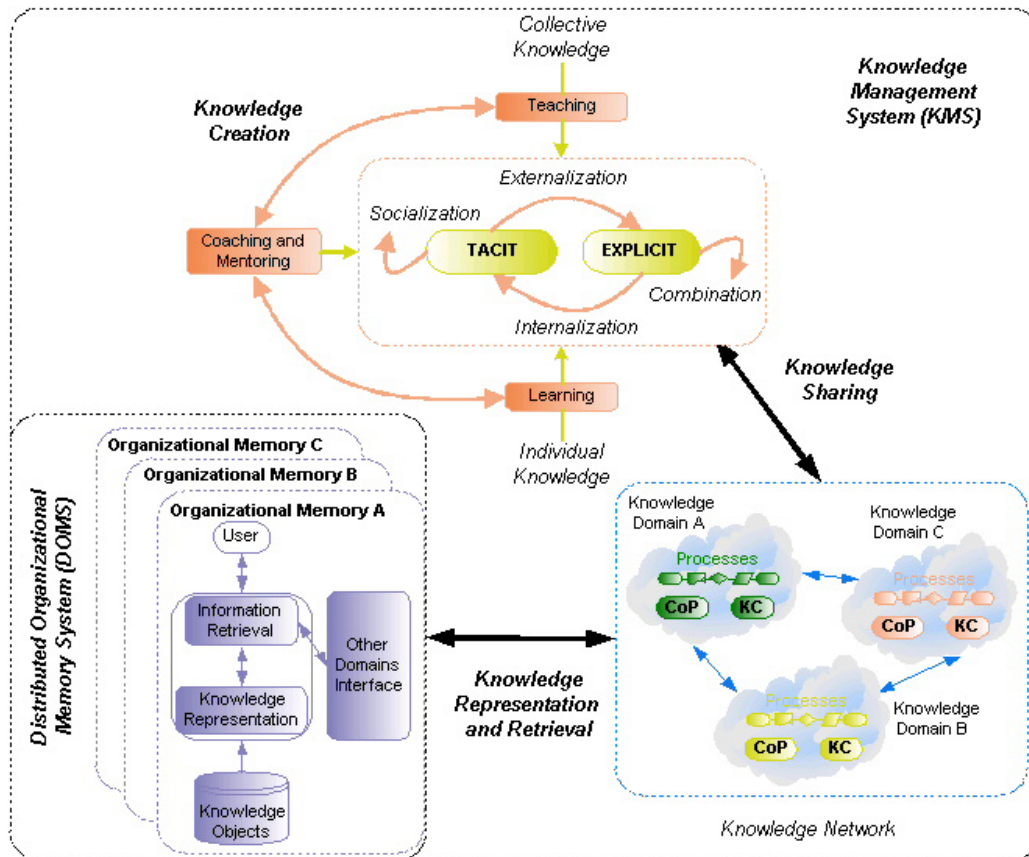 Collective
Knowledge
Knowledge
Management
System (KMS)
Knowledge
Creation
Teaching
Externalization
Socialization
Coaching and
Mentoring
TACIT
EXPLICIT
Combination
Internalization
Knowledge
Sharing
Learning
Individual
Knowledge
Distributed Organizational
Memory System (DOMS)
Organizational Memory C
Organizational Memory B
Organizational Memory A
User
Information
Retrieval
Other
Domains
Interface
Knowledge
Representation
Knowledge
Objects
Knowledge
Representation
and Retrieval
Knowledge
Domain A
Processes
CoP
KC
Knowledge
Domain C
Processes
CoP
KC
Processes
CoP
KC
Knowledge
Domain B
Knowledge Network